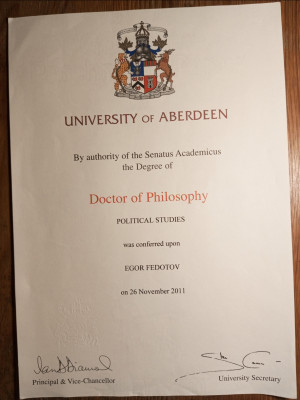 UNIVERSITY OF ABERDEEN
By authority of the Senatus Academicus
the Degree of
Doctor of Philosophy
POLITICAL STUDIES
was conferred upon
EGOR FEDOTOV
on 26 November 2011
Principal & Vice-Chancellor
University Secretary